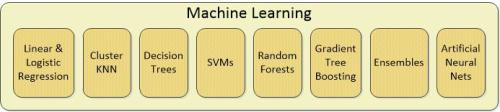 Machine Learning
Linear &
Logistic
Regression
Cluster
KNN
Decision
Trees
SVMs
Random
Forests
Gradient
Tree
Boosting
Ensembles
Artificial
Neural
Nets